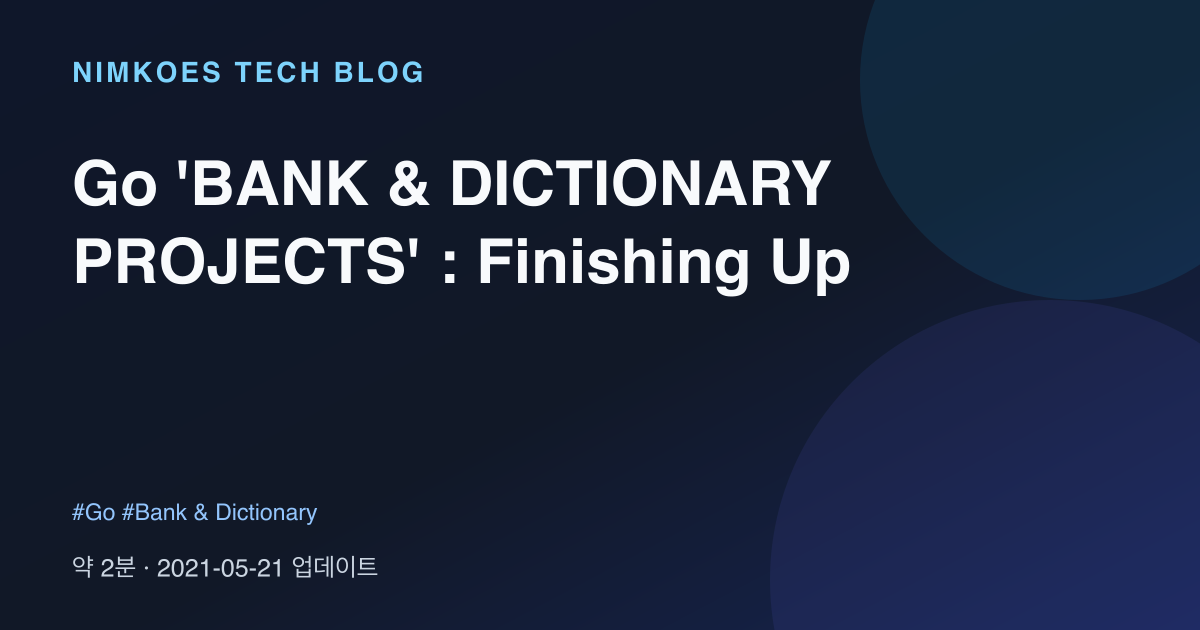 NIMKOES TECH BLOG
Go 'BANK & DICTIONARY
PROJECTS' : Finishing Up
#Go #Bank & Dictionary
약 2분 · 2021-05-21 업데이트